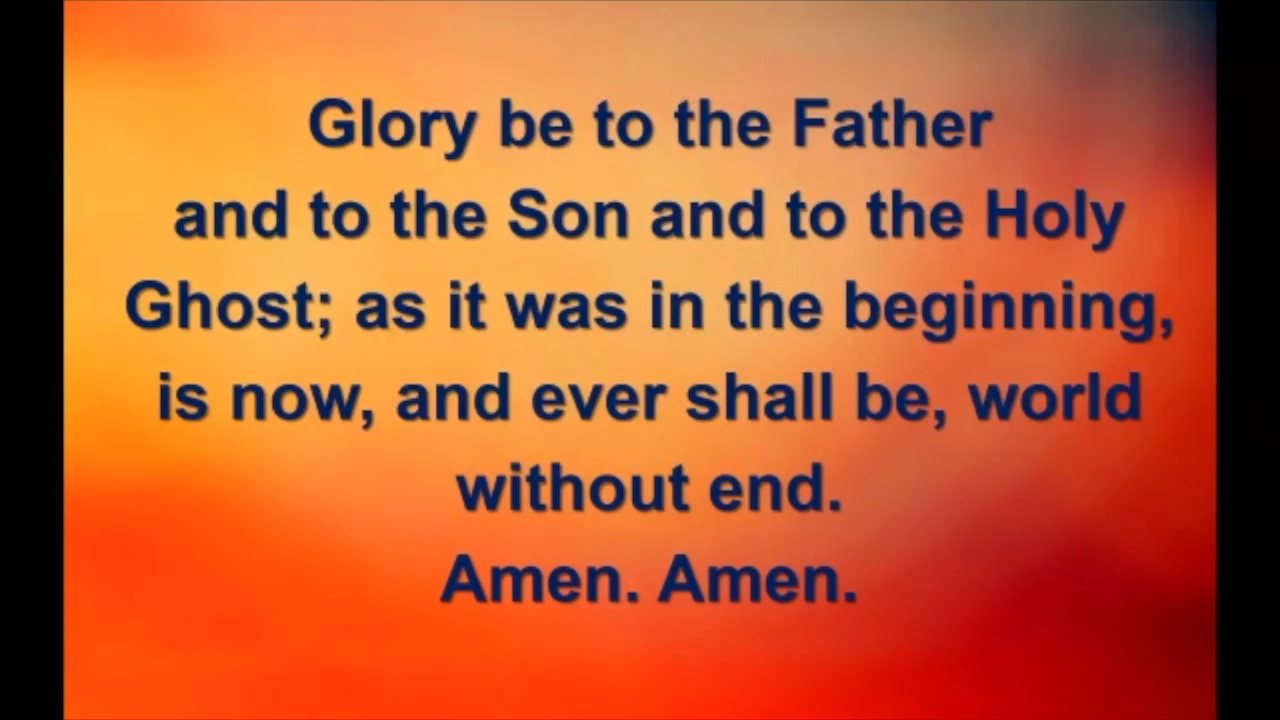 Glory be to the Father
and to the Son and to the Holy
Ghost; as it was in the beginning,
is now, and ever shall be, world
without end.
Amen. Amen.